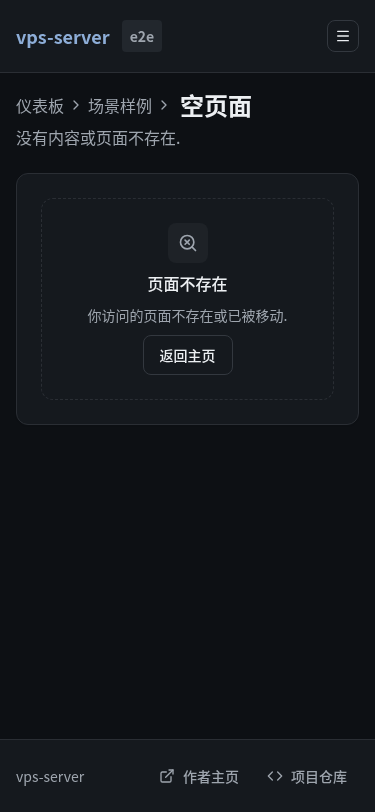 vps-server e2e
仪表板 场景样例 空页面
没有内容或页面不存在.
页面不存在
你访问的页面不存在或已被移动.
返回主页
vps-server 作者主页 项目仓库